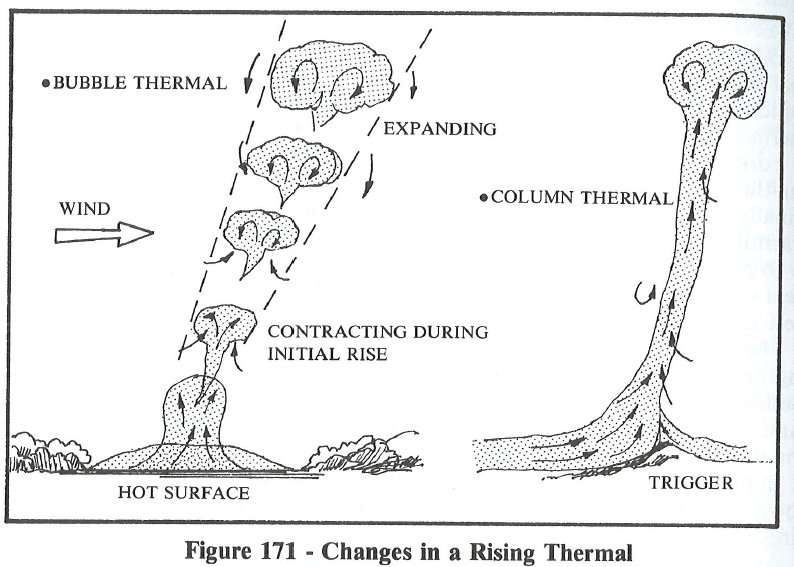 • BUBBLE THERMAL
EXPANDING
WIND
CONTRACTING DURING
INITIAL RISE
HOT SURFACE
• COLUMN THERMAL
TRIGGER
Figure 171 - Changes in a Rising Thermal